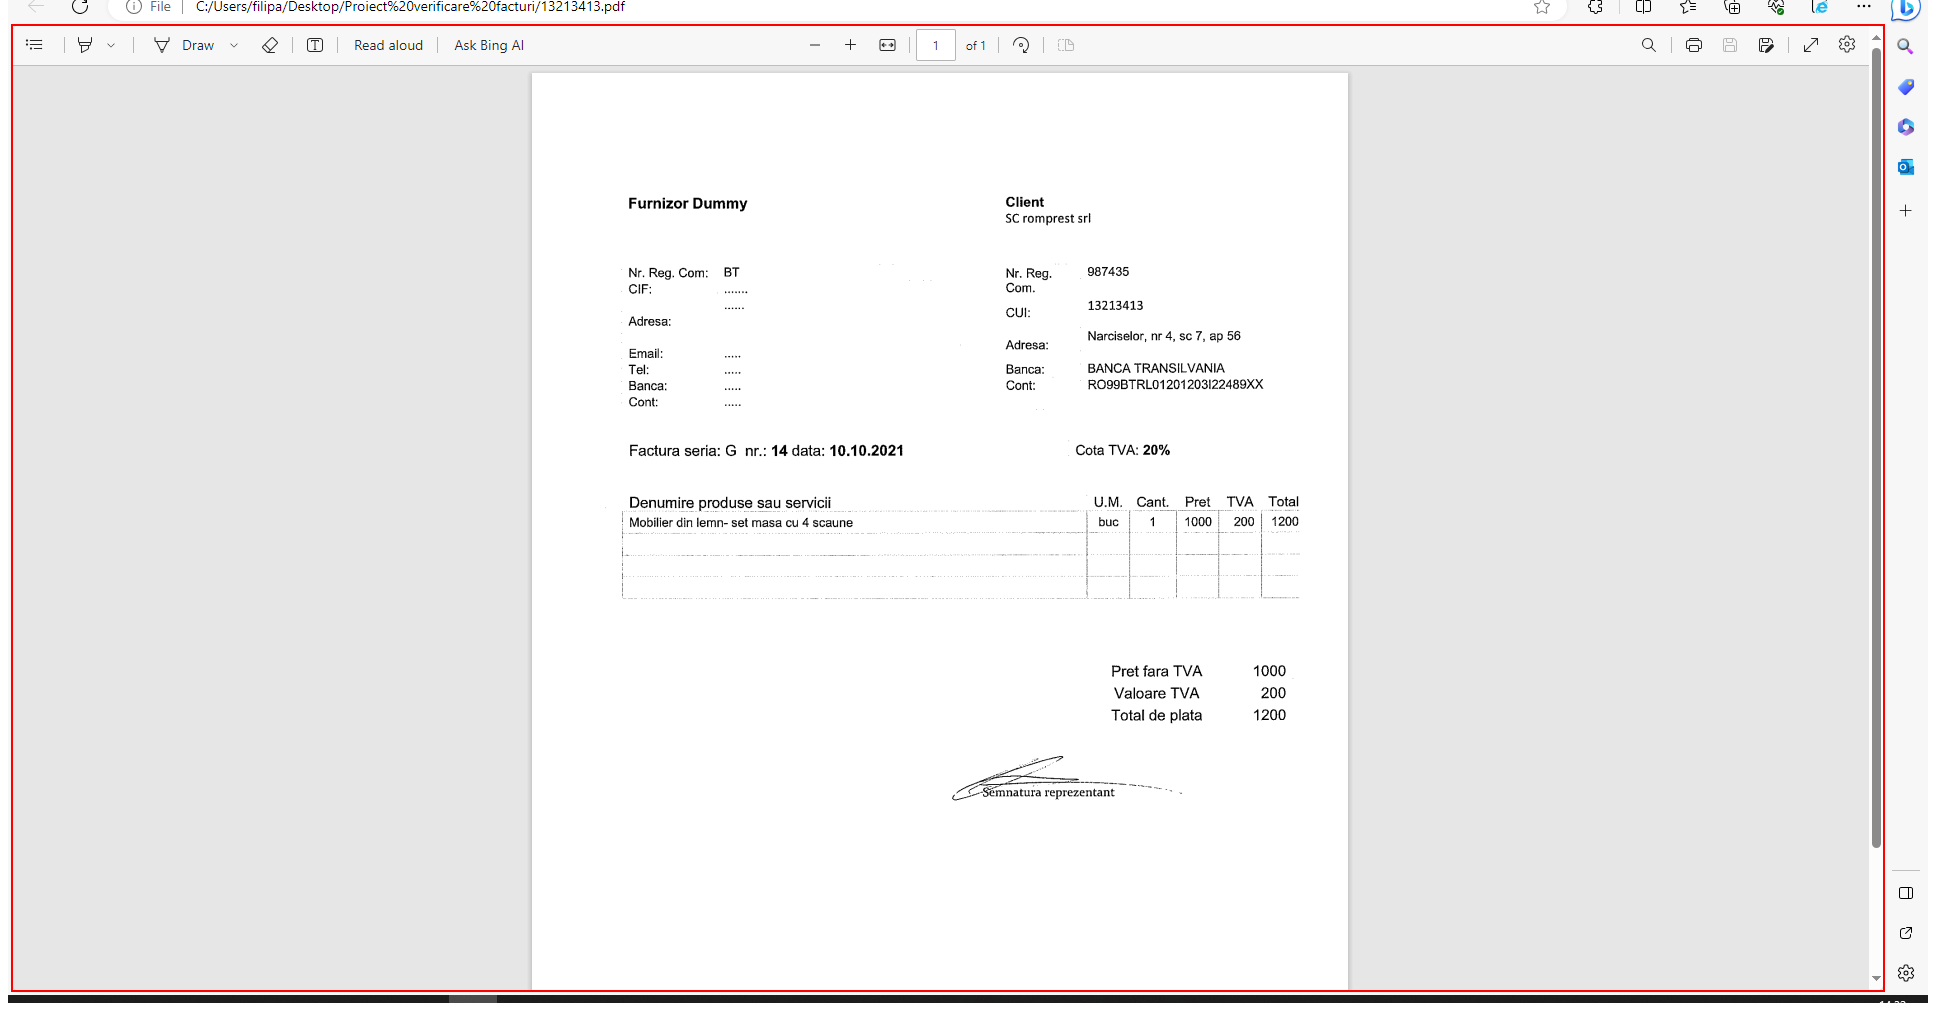 File C:/Users/filipa/Desktop/Proiect%20verificare%20facturi/13213413.pdf
Draw Read aloud Ask Bing AI 1 of 1
Furnizor Dummy
Client
SC romprest srl
Nr. Reg. Com: BT
CIF: .......
......
Adresa:
Email: .....
Tel: .....
Banca: .....
Cont: .....
Nr. Reg. 987435
Com.
CUI: 13213413
Adresa: Narciselor, nr 4, sc 7, ap 56
Banca: BANCA TRANSILVANIA
Cont: RO99BTRL01201203I22489XX
Factura seria: G nr.: 14 data: 10.10.2021 Cota TVA: 20%
Denumire produse sau servicii U.M. Cant. Pret TVA Total
Mobilier din lemn- set masa cu 4 scaune buc 1 1000 200 1200
Pret fara TVA 1000
Valoare TVA 200
Total de plata 1200
Semnatura reprezentant